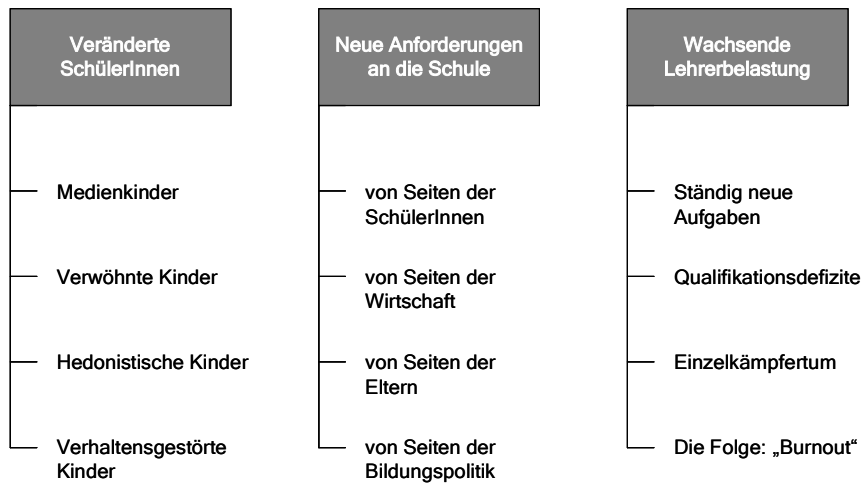 Veränderte
SchülerInnen
Medienkinder
Verwöhnte Kinder
Hedonistische Kinder
Verhaltensgestörte
Kinder
Neue Anforderungen
an die Schule
von Seiten der
SchülerInnen
von Seiten der
Wirtschaft
von Seiten der
Eltern
von Seiten der
Bildungspolitik
Wachsende
Lehrerbelastung
Ständig neue
Aufgaben
Qualifikationsdefizite
Einzelkämpfertum
Die Folge: „Burnout“